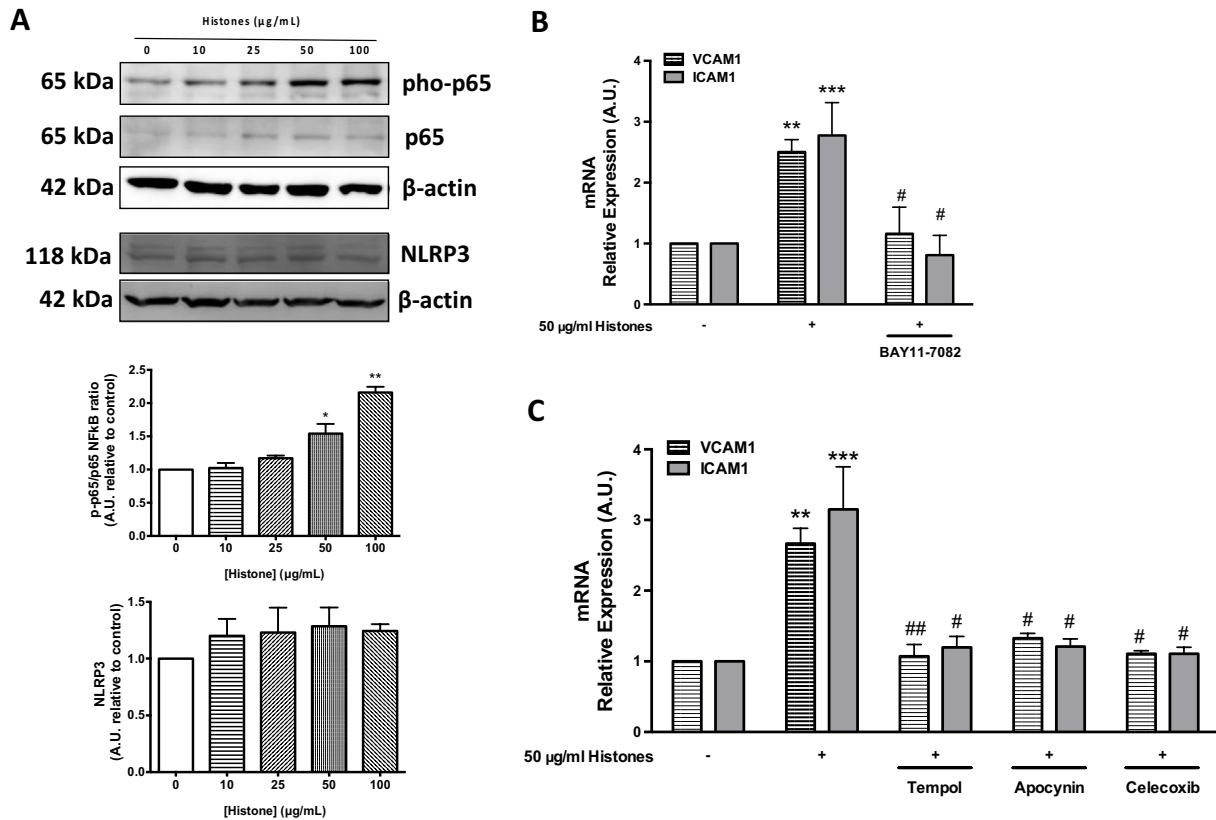 A
Histones (µg/mL)
0 10 25 50 100
65 kDa pho-p65
65 kDa p65
42 kDa β-actin
118 kDa NLRP3
42 kDa β-actin
p-p65/p65 NFkB ratio
(A.U. relative to control)
2.5
2.0
1.5
1.0
0.5
0.0
*
**
0 10 25 50 100
[Histone] (µg/mL)
NLRP3
(A.U. relative to control)
1.5
1.0
0.5
0.0
0 10 25 50 100
[Histone] (µg/mL)
B
VCAM1
ICAM1
mRNA
Relative Expression (A.U.)
4
3
2
1
0
** ***
# #
50 µg/ml Histones - + +
BAY11-7082
C
VCAM1
ICAM1
mRNA
Relative Expression (A.U.)
4
3
2
1
0
** ***
## # # # # #
50 µg/ml Histones - + + + +
Tempol Apocynin Celecoxib